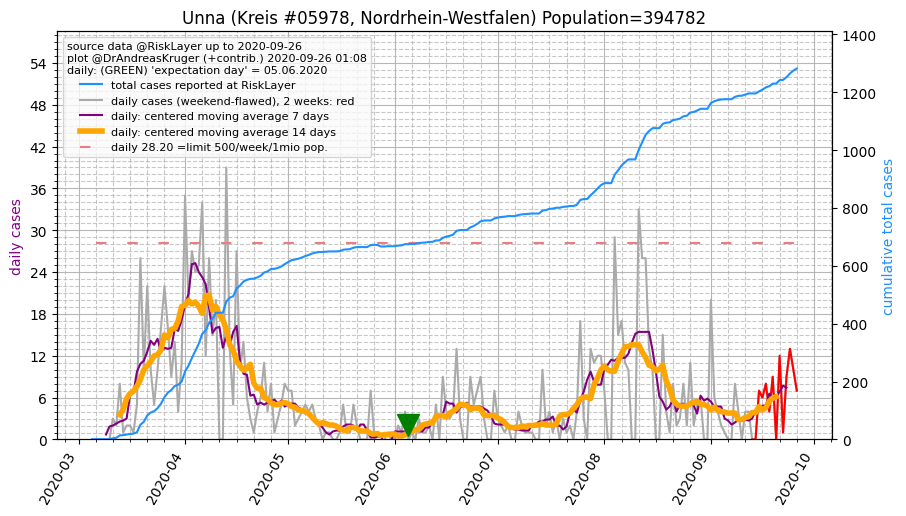 Unna (Kreis #05978, Nordrhein-Westfalen) Population=394782
source data @RiskLayer up to 2020-09-26
plot @DrAndreasKruger (+contrib.) 2020-09-26 01:08
daily: (GREEN) 'expectation day' = 05.06.2020
total cases reported at RiskLayer
daily cases (weekend-flawed), 2 weeks: red
daily: centered moving average 7 days
daily: centered moving average 14 days
daily 28.20 =limit 500/week/1mio pop.
daily cases
54
48
42
36
30
24
18
12
6
0
cumulative total cases
1400
1200
1000
800
600
400
200
0
2020-03
2020-04
2020-05
2020-06
2020-07
2020-08
2020-09
2020-10